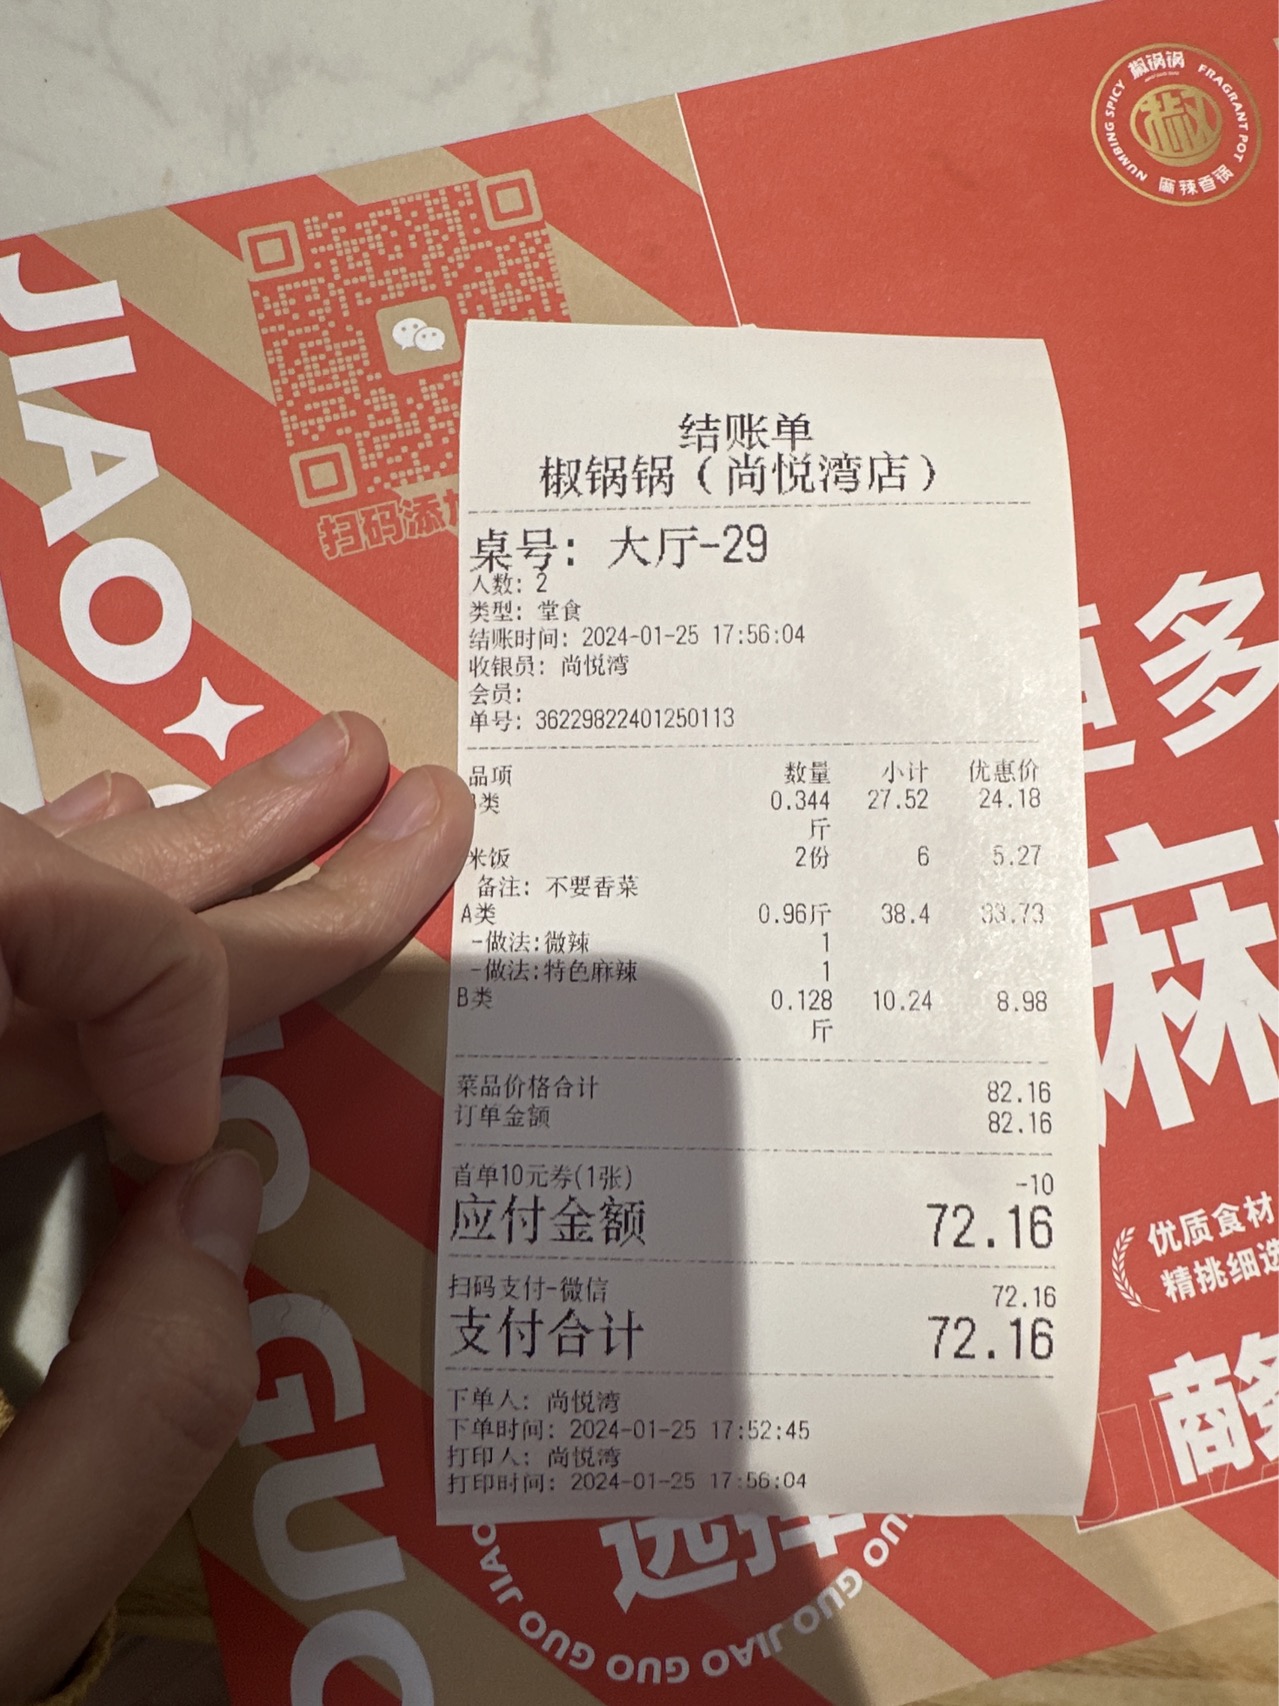 椒锅锅
NUMBING SPICY
FRAGRANT POT
椒
麻辣香锅
JIAO
GUO
扫码添
结账单
椒锅锅（尚悦湾店）
桌号: 大厅-29
人数: 2
类型: 堂食
结账时间: 2024-01-25 17:56:04
收银员: 尚悦湾
会员:
单号: 36229822401250113
品项 数量 小计 优惠价
类 0.344 27.52 24.18
斤
米饭 2份 6 5.27
备注: 不要香菜
A类 0.96斤 38.4 33.73
-做法:微辣 1
-做法:特色麻辣 1
B类 0.128 10.24 8.98
斤
菜品价格合计 82.16
订单金额 82.16
首单10元券(1张) -10
应付金额 72.16
扫码支付-微信 72.16
支付合计 72.16
下单人: 尚悦湾
下单时间: 2024-01-25 17:52:45
打印人: 尚悦湾
打印时间: 2024-01-25 17:56:04
多
麻
优质食材
精挑细选
商务
选择
JIAO GUO GUO JIAO GUO GUO